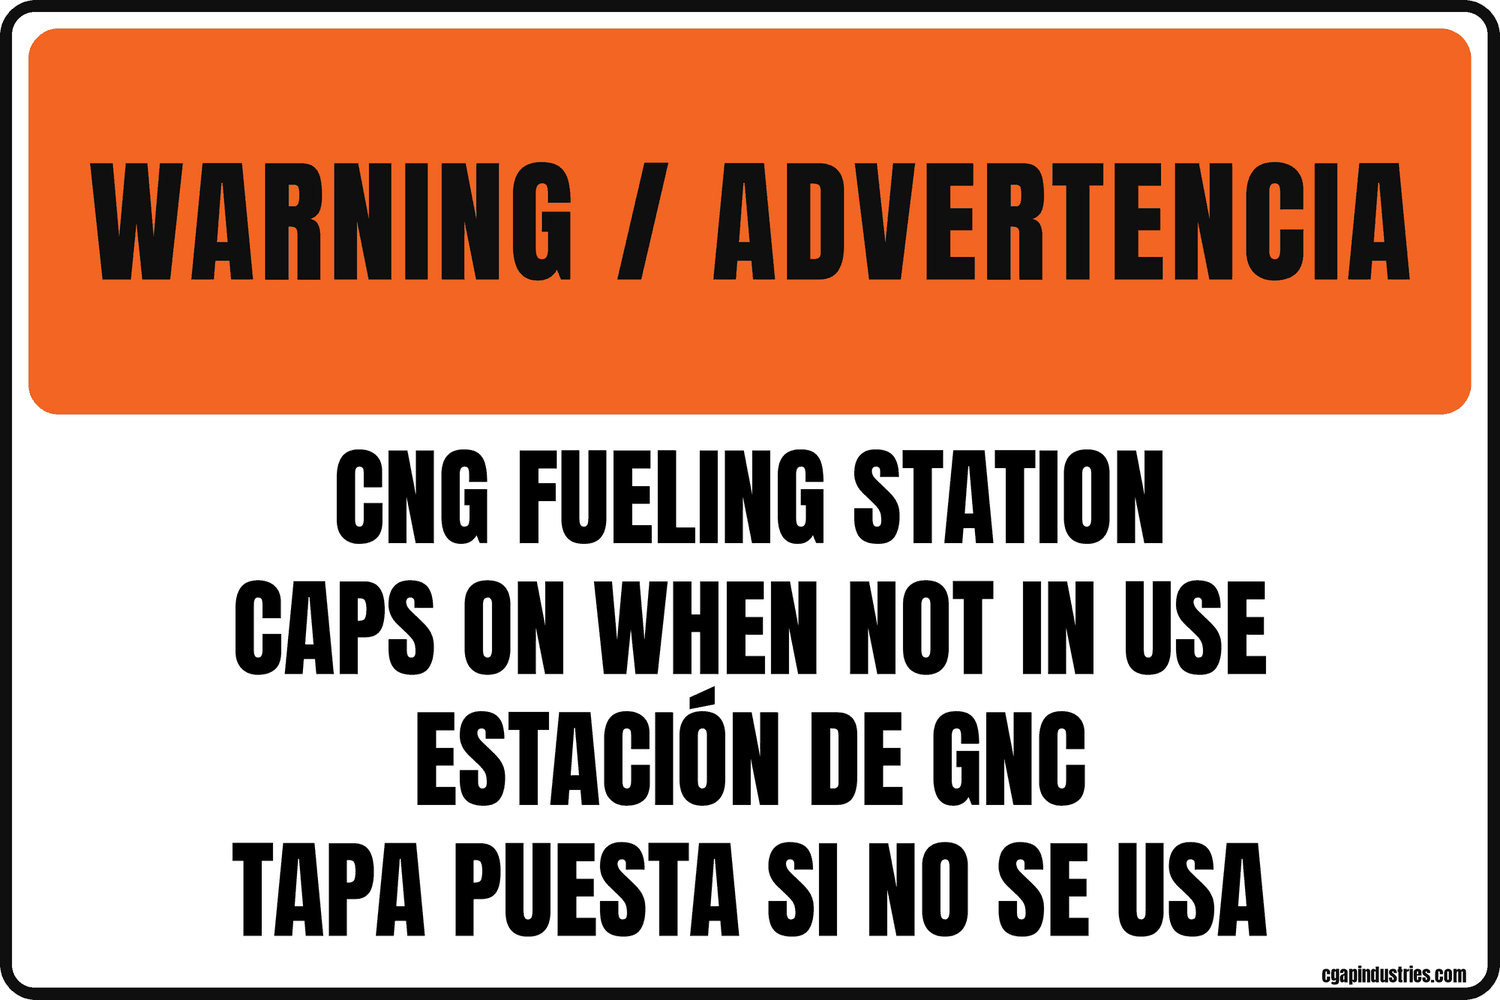 WARNING / ADVERTENCIA
CNG FUELING STATION
CAPS ON WHEN NOT IN USE
ESTACIÓN DE GNC
TAPA PUESTA SI NO SE USA
cgapindustries.com